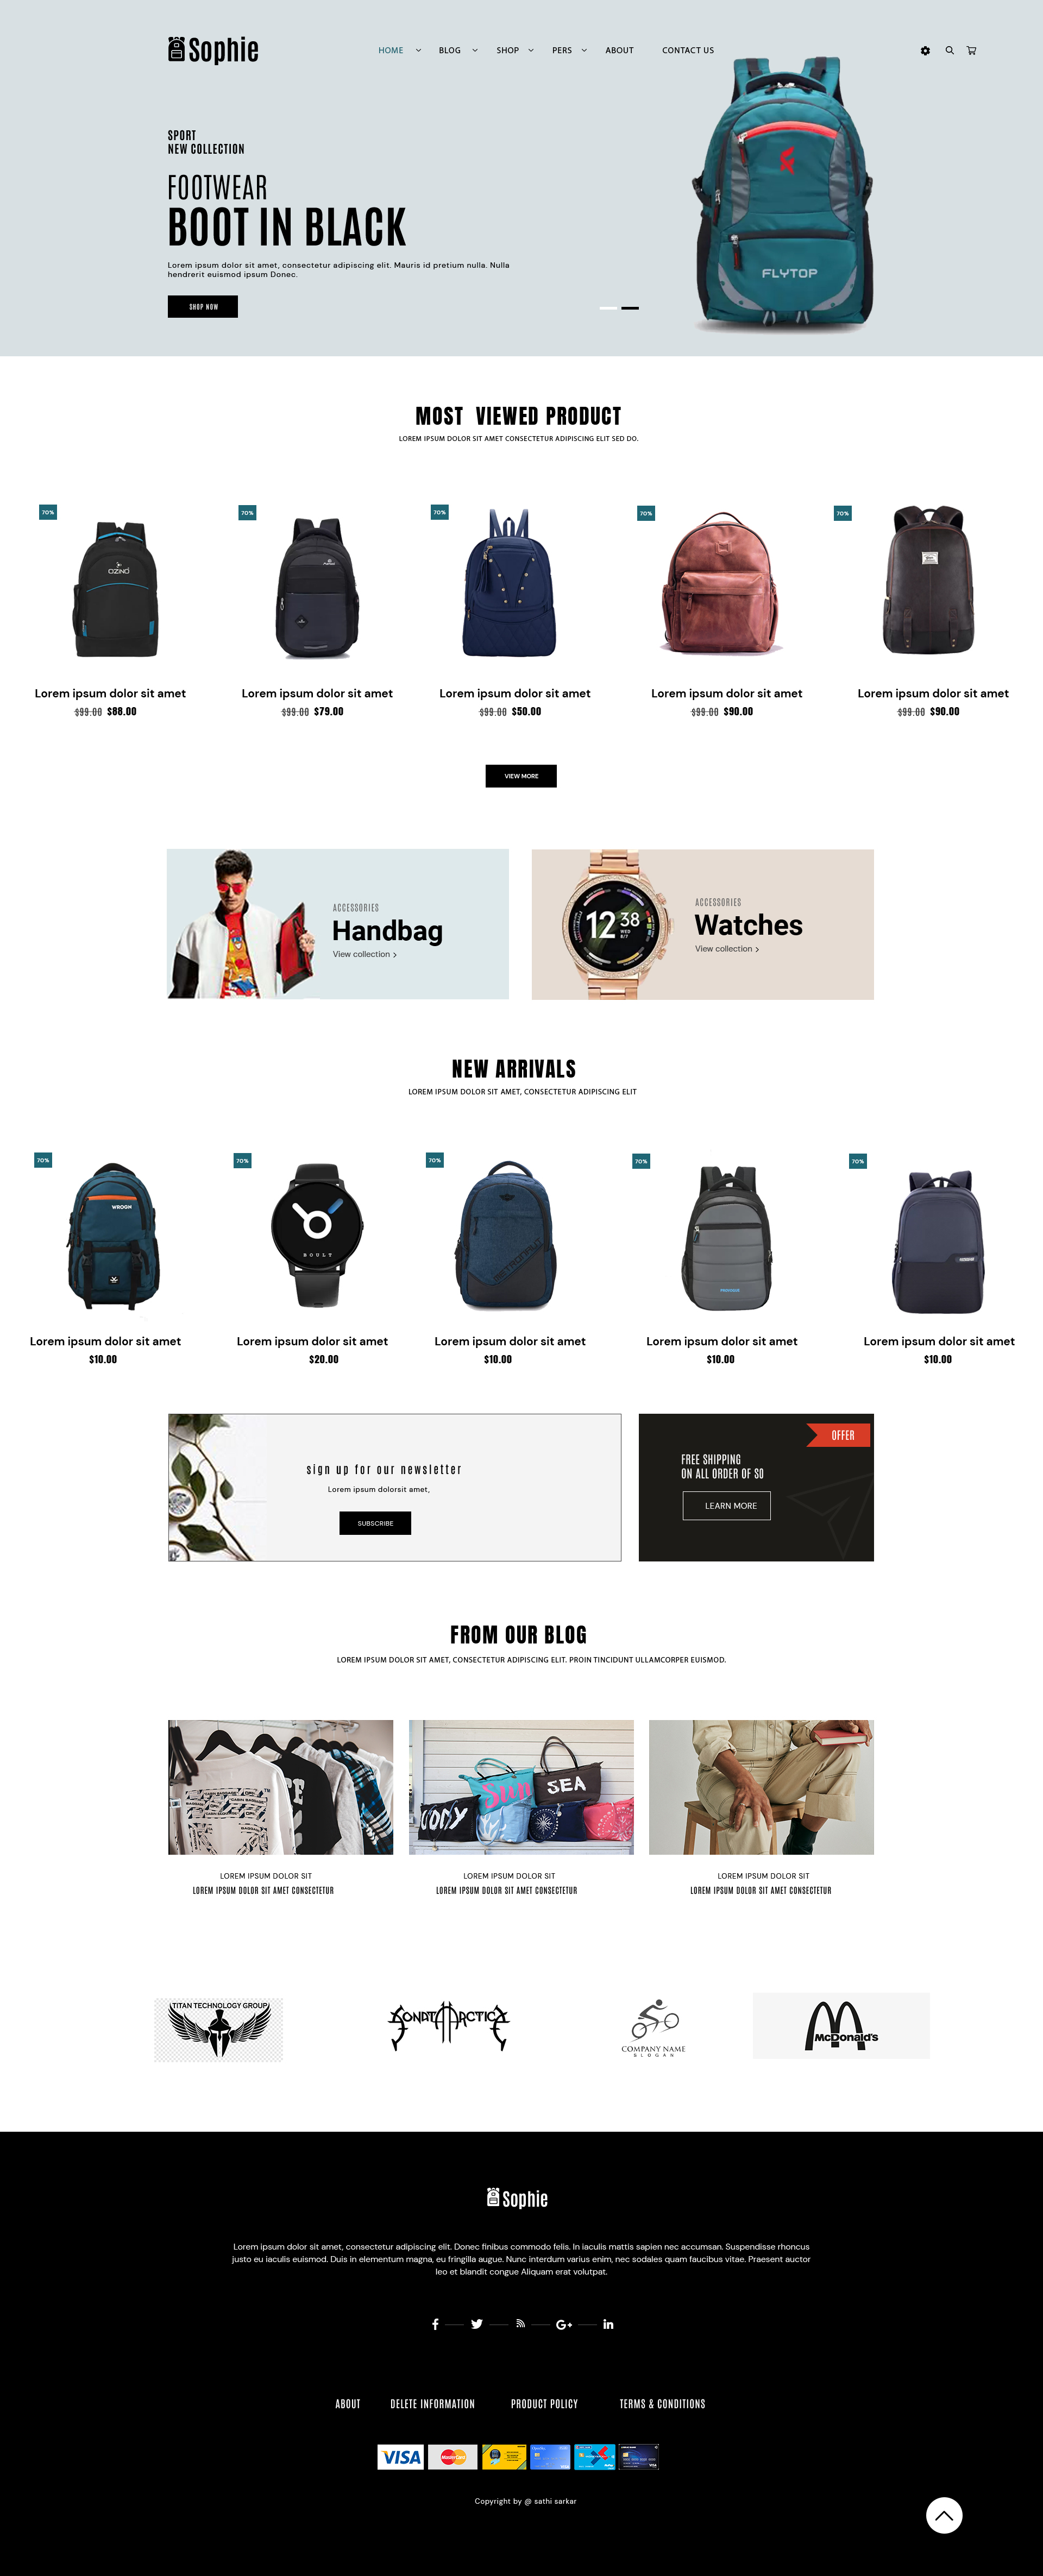 Sophie
HOME
BLOG
SHOP
PERS
ABOUT
CONTACT US
SPORT
NEW COLLECTION
FOOTWEAR
BOOT IN BLACK
Lorem ipsum dolor sit amet, consectetur adipiscing elit. Mauris id pretium nulla. Nulla
hendrerit euismod ipsum Donec.
SHOP NOW
FLYTOP
MOST VIEWED PRODUCT
LOREM IPSUM DOLOR SIT AMET CONSECTETUR ADIPISCING ELIT SED DO.
70%
70%
70%
70%
70%
OZINO
Lorem ipsum dolor sit amet
$99.00 $88.00
Lorem ipsum dolor sit amet
$99.00 $79.00
Lorem ipsum dolor sit amet
$99.00 $50.00
Lorem ipsum dolor sit amet
$99.00 $90.00
Lorem ipsum dolor sit amet
$99.00 $90.00
VIEW MORE
ACCESSORIES
Handbag
View collection >
12 38
WED
8/7
ACCESSORIES
Watches
View collection >
NEW ARRIVALS
LOREM IPSUM DOLOR SIT AMET, CONSECTETUR ADIPISCING ELIT
70%
70%
70%
70%
70%
WROGN
BOULT
Lorem ipsum dolor sit amet
$10.00
Lorem ipsum dolor sit amet
$20.00
Lorem ipsum dolor sit amet
$10.00
Lorem ipsum dolor sit amet
$10.00
Lorem ipsum dolor sit amet
$10.00
sign up for our newsletter
Lorem ipsum dolorsit amet,
SUBSCRIBE
OFFER
FREE SHIPPING
ON ALL ORDER OF SO
LEARN MORE
FROM OUR BLOG
LOREM IPSUM DOLOR SIT AMET, CONSECTETUR ADIPISCING ELIT. PROIN TINCIDUNT ULLAMCORPER EUISMOD.
Sun
SEA
LOREM IPSUM DOLOR SIT
LOREM IPSUM DOLOR SIT AMET CONSECTETUR
LOREM IPSUM DOLOR SIT
LOREM IPSUM DOLOR SIT AMET CONSECTETUR
LOREM IPSUM DOLOR SIT
LOREM IPSUM DOLOR SIT AMET CONSECTETUR
TITAN TECHNOLOGY GROUP
SONATA ARCTICA
COMPANY NAME
SLOGAN
McDonald's
Sophie
Lorem ipsum dolor sit amet, consectetur adipiscing elit. Donec finibus commodo felis. In iaculis mattis sapien nec accumsan. Suspendisse rhoncus
justo eu iaculis euismod. Duis in elementum magna, eu fringilla augue. Nunc interdum varius enim, nec sodales quam faucibus vitae. Praesent auctor
leo et blandit congue Aliquam erat volutpat.
ABOUT
DELETE INFORMATION
PRODUCT POLICY
TERMS & CONDITIONS
VISA
MasterCard
Copyright by @ sathi sarkar